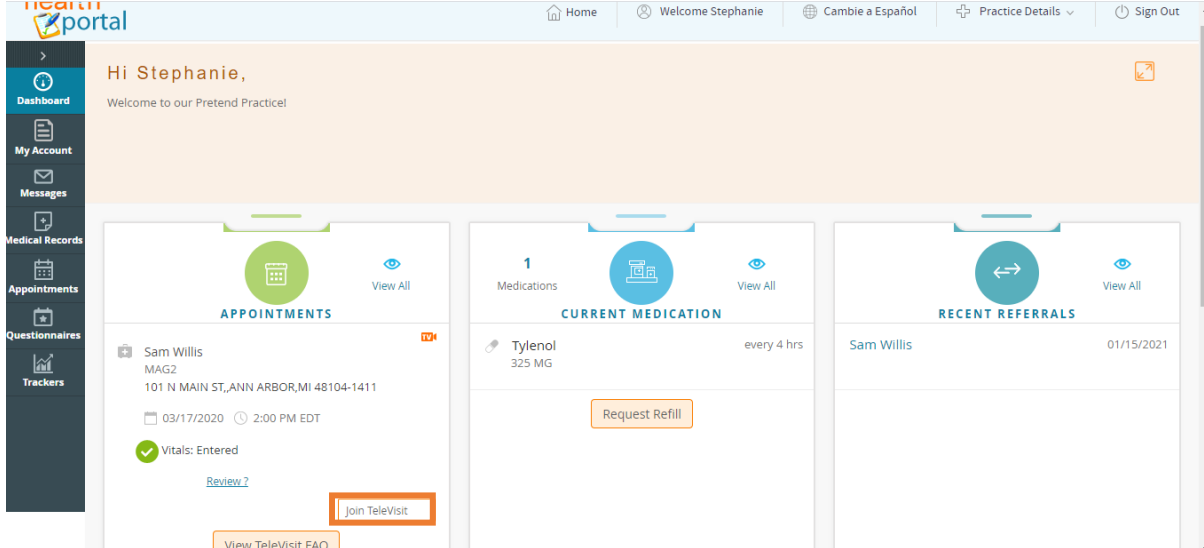 health
portal
Home
Welcome Stephanie
Cambie a Español
Practice Details
Sign Out
Dashboard
My Account
Messages
Medical Records
Appointments
Questionnaires
Trackers
Hi Stephanie,
Welcome to our Pretend Practice!
View All
APPOINTMENTS
TV
Sam Willis
MAG2
101 N MAIN ST,,ANN ARBOR,MI 48104-1411
03/17/2020 2:00 PM EDT
Vitals: Entered
Review ?
Join TeleVisit
View TeleVisit FAQ
1
Medications
View All
CURRENT MEDICATION
Tylenol every 4 hrs
325 MG
Request Refill
View All
RECENT REFERRALS
Sam Willis 01/15/2021